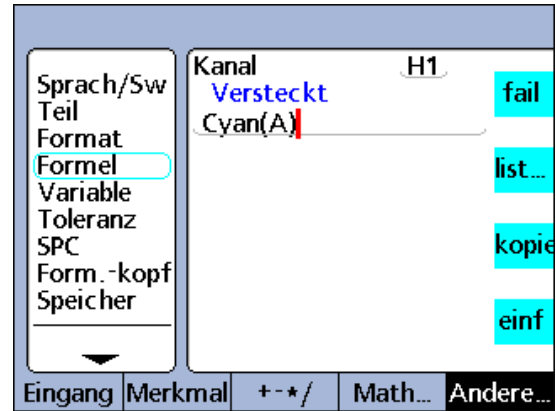 Sprach/Sw
Teil
Format
Formel
Variable
Toleranz
SPC
Form.-kopf
Speicher
Kanal H1
Versteckt
Cyan(A)
fail
list...
kopie
einf
Eingang Merkmal +-*/ Math... Andere...